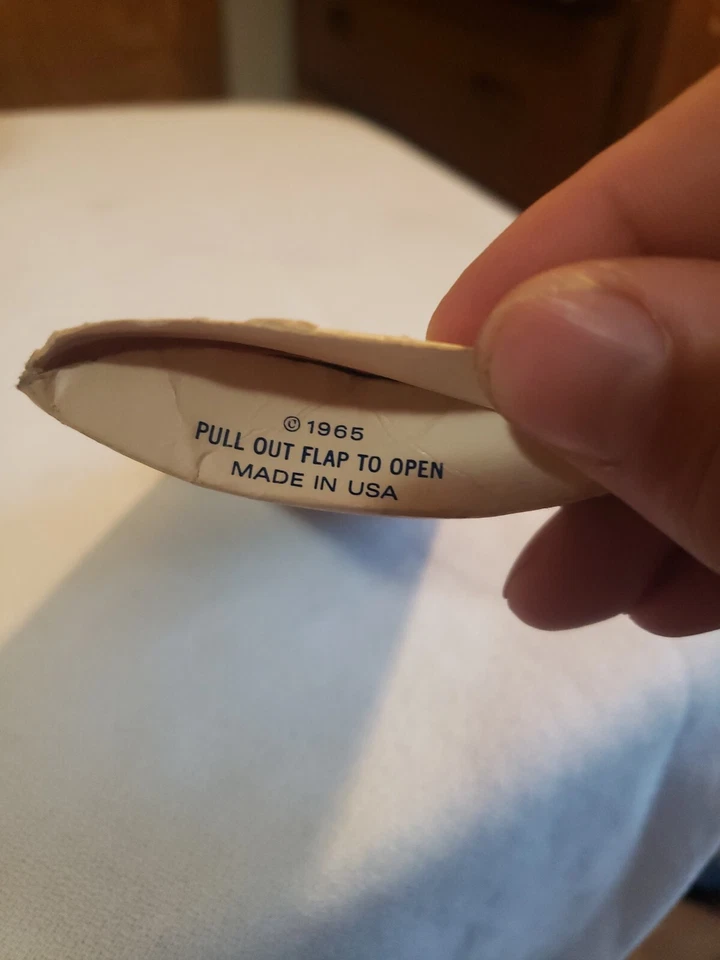 © 1965
PULL OUT FLAP TO OPEN
MADE IN USA